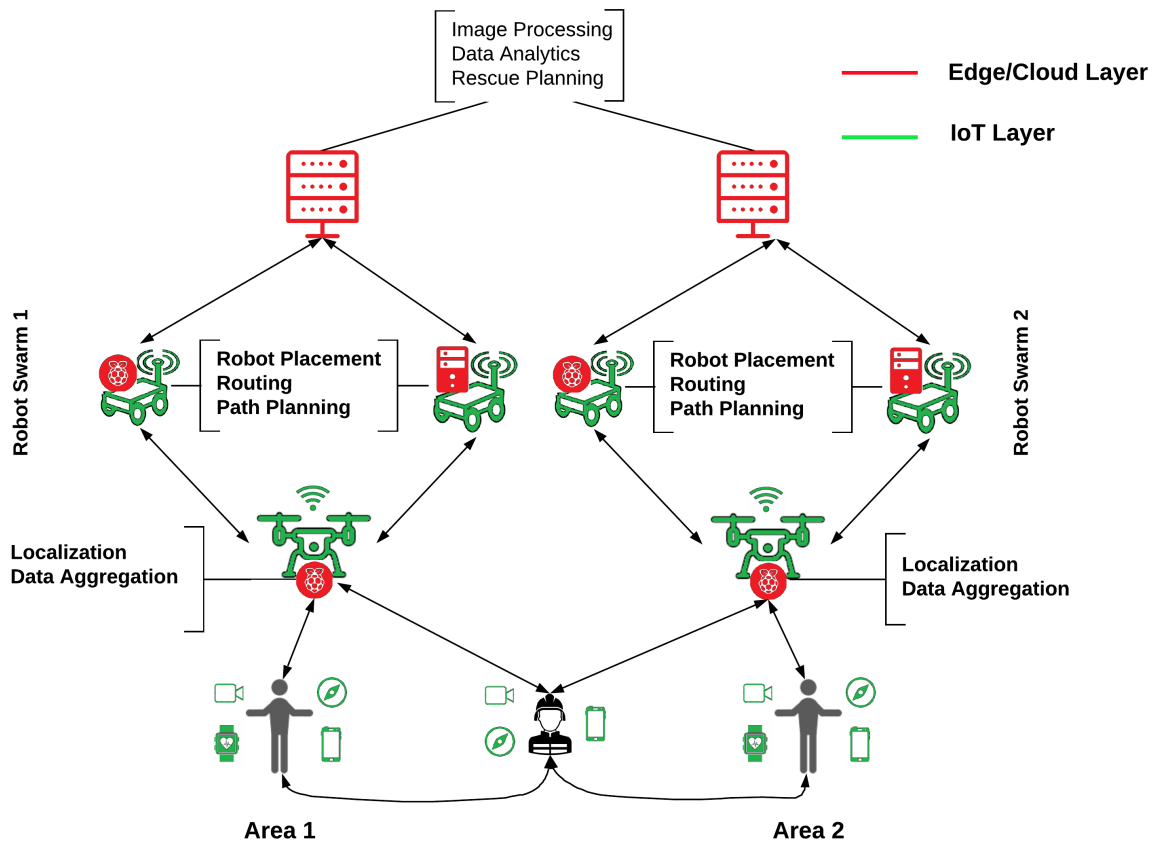 Image Processing
Data Analytics
Rescue Planning
Edge/Cloud Layer
IoT Layer
Robot Swarm 1
Robot Placement
Routing
Path Planning
Robot Placement
Routing
Path Planning
Robot Swarm 2
Localization
Data Aggregation
Localization
Data Aggregation
Area 1
Area 2